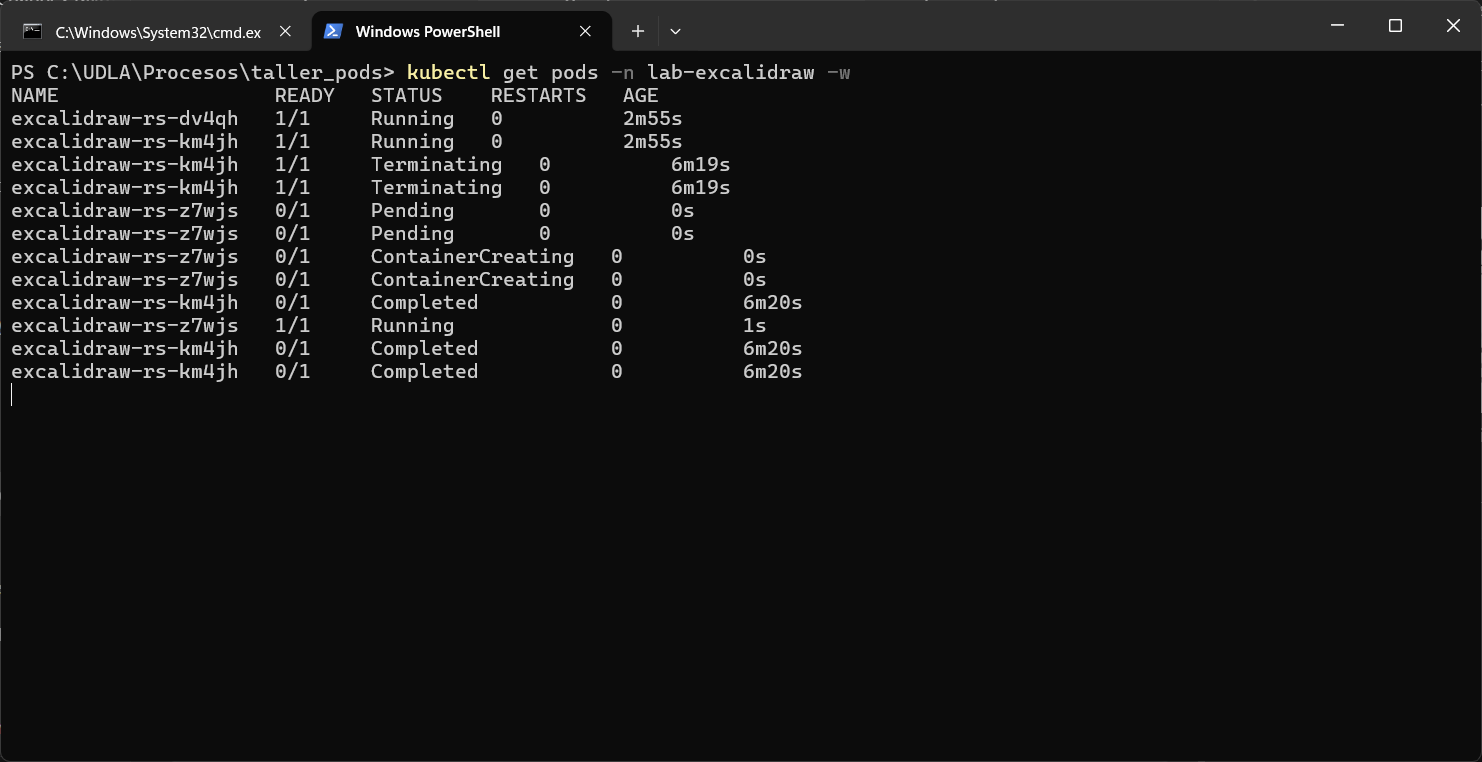 C:\Windows\System32\cmd.ex
Windows PowerShell
PS C:\UDLA\Procesos\taller_pods> kubectl get pods -n lab-excalidraw -w
NAME                  READY   STATUS    RESTARTS   AGE
excalidraw-rs-dv4qh   1/1     Running   0          2m55s
excalidraw-rs-km4jh   1/1     Running   0          2m55s
excalidraw-rs-km4jh   1/1     Terminating   0          6m19s
excalidraw-rs-km4jh   1/1     Terminating   0          6m19s
excalidraw-rs-z7wjs   0/1     Pending       0          0s
excalidraw-rs-z7wjs   0/1     Pending       0          0s
excalidraw-rs-z7wjs   0/1     ContainerCreating   0          0s
excalidraw-rs-z7wjs   0/1     ContainerCreating   0          0s
excalidraw-rs-km4jh   0/1     Completed           0          6m20s
excalidraw-rs-z7wjs   1/1     Running             0          1s
excalidraw-rs-km4jh   0/1     Completed           0          6m20s
excalidraw-rs-km4jh   0/1     Completed           0          6m20s